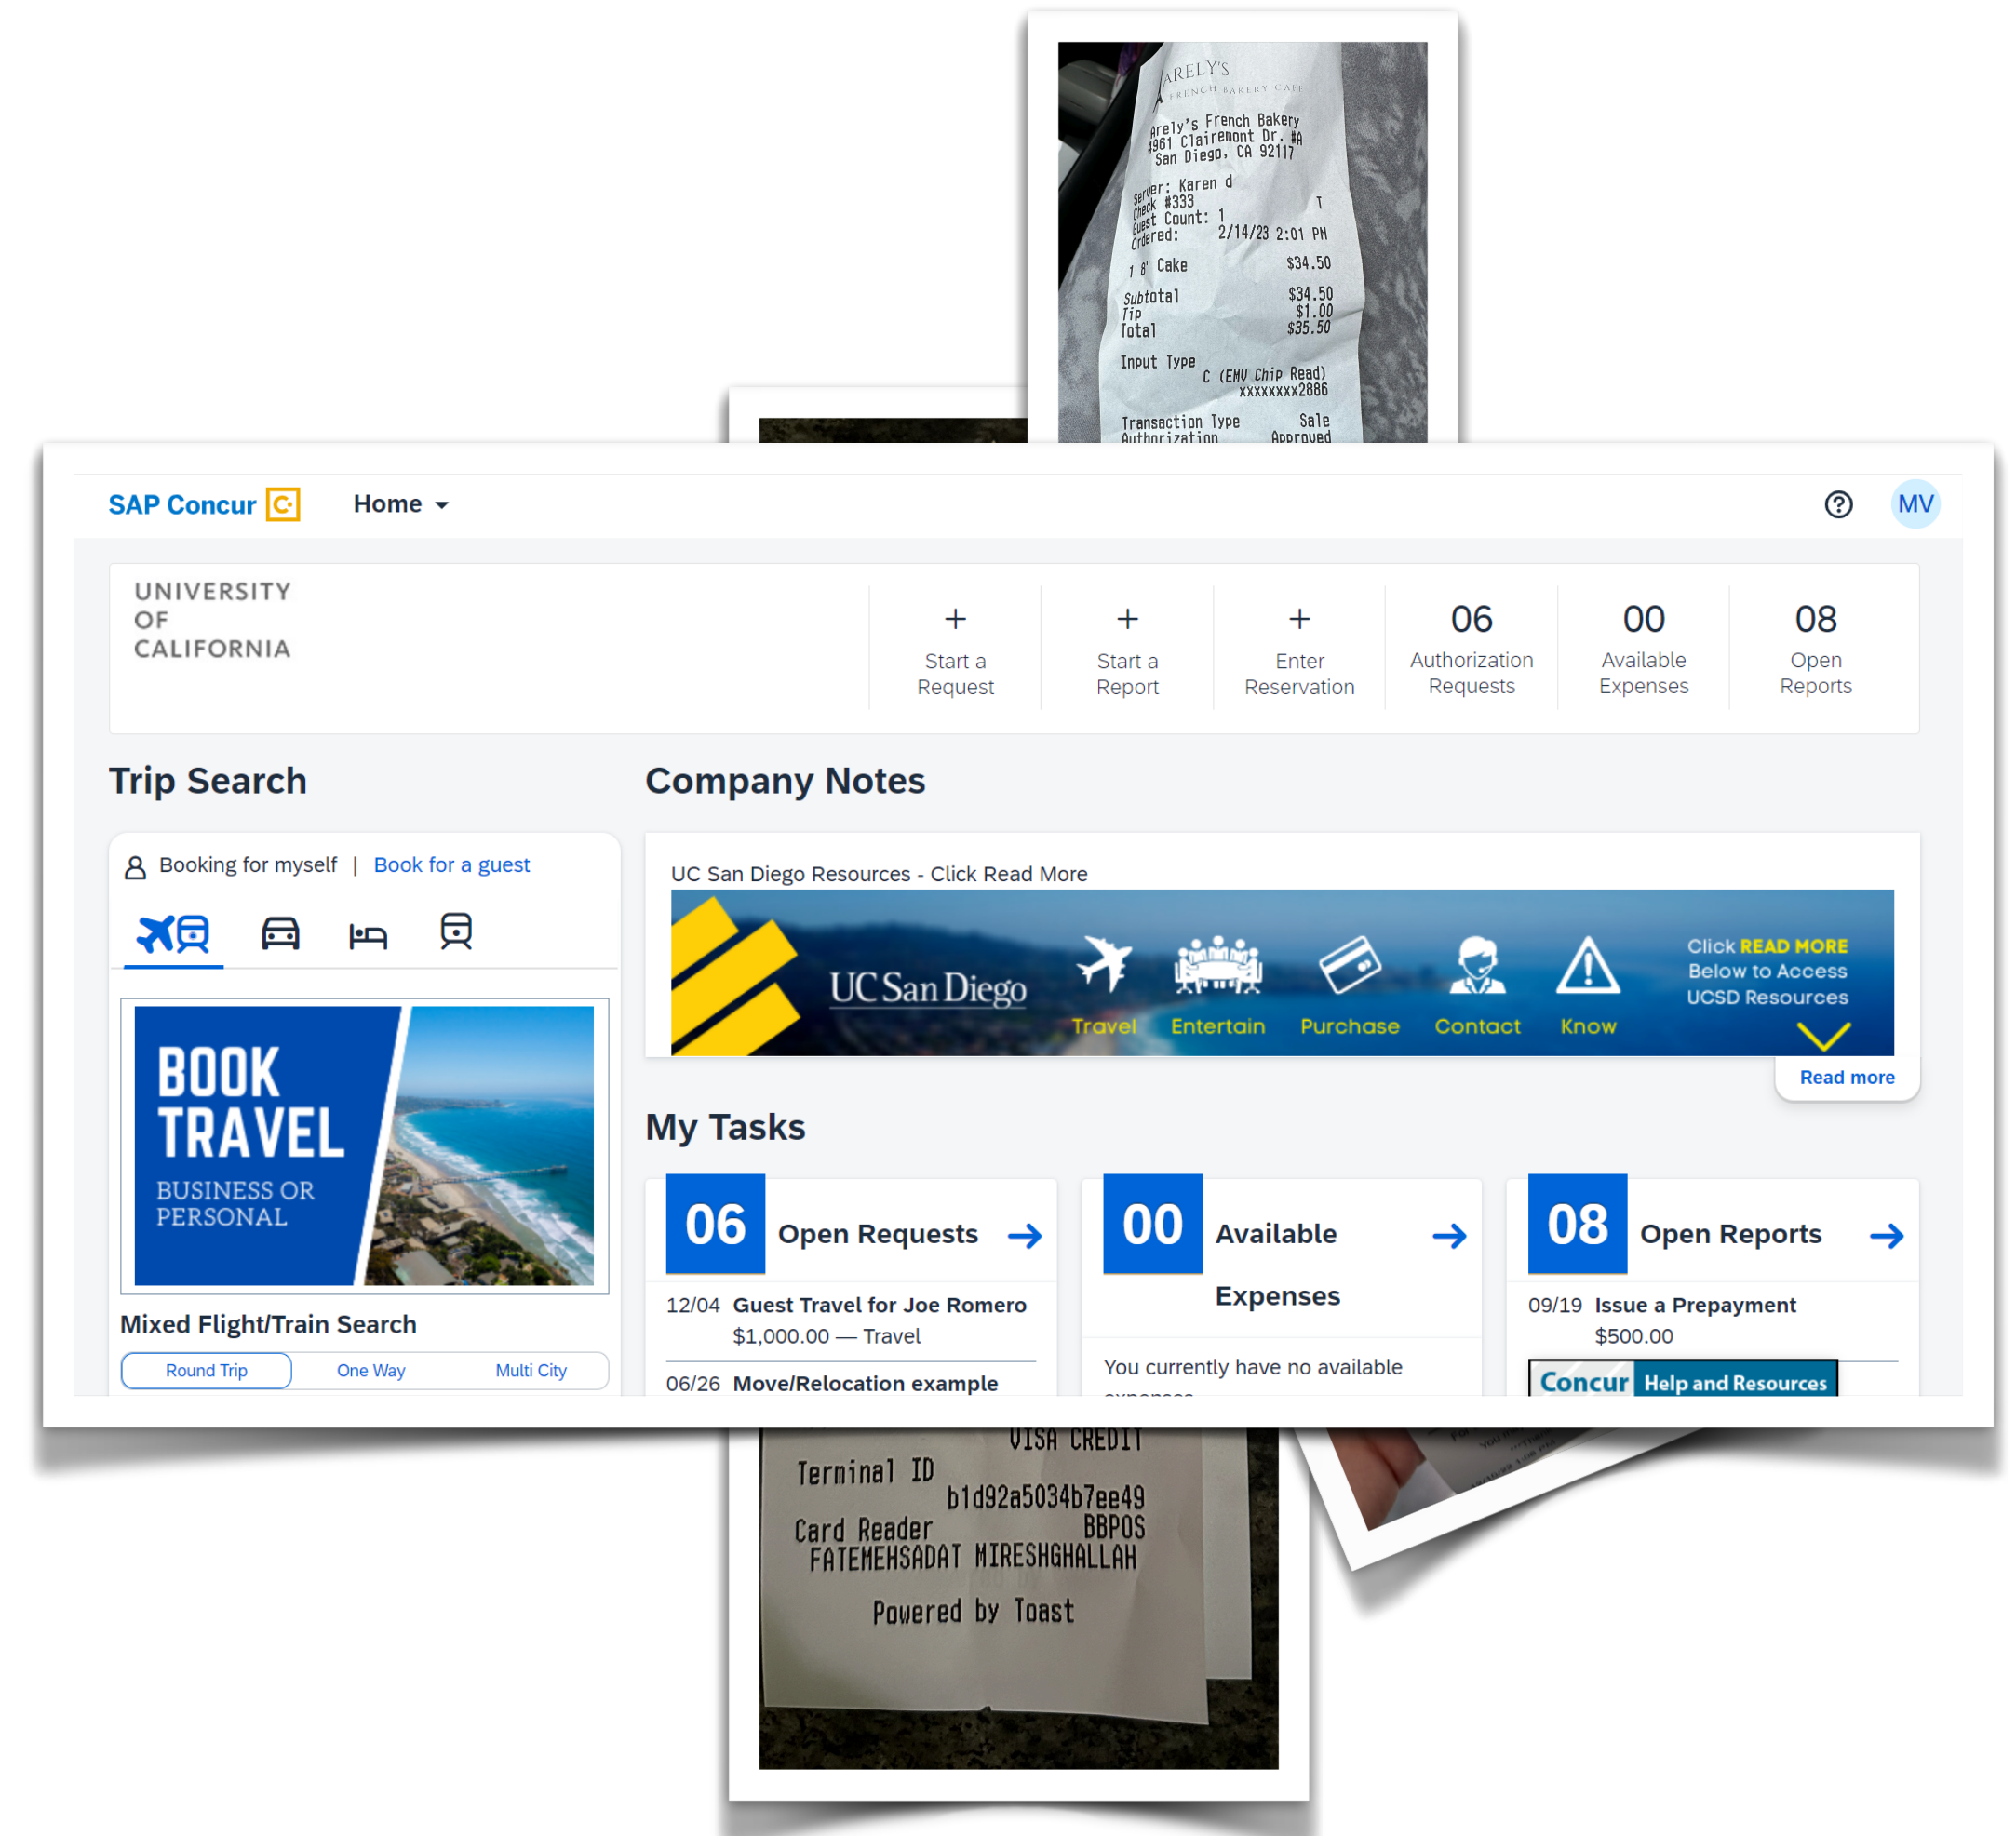 ARELY'S
FRENCH BAKERY CAFE
Arely's French Bakery
4961 Clairemont Dr. #A
San Diego, CA 92117
Server: Karen d
Check #333 T
Guest Count: 1
Ordered: 2/14/23 2:01 PM
1 8" Cake $34.50
Subtotal $34.50
Tip $1.00
Total $35.50
Input Type
C (EMV Chip Read)
xxxxxxxx2886
Transaction Type Sale
Authorization Approved
SAP Concur C
Home
MV
UNIVERSITY
OF
CALIFORNIA
+ Start a
Request
+ Start a
Report
+ Enter
Reservation
06
Authorization
Requests
00
Available
Expenses
08
Open
Reports
Trip Search
Booking for myself | Book for a guest
BOOK
TRAVEL
BUSINESS OR
PERSONAL
Mixed Flight/Train Search
Round Trip One Way Multi City
Company Notes
UC San Diego Resources - Click Read More
UC San Diego
Travel Entertain Purchase Contact Know
Click READ MORE
Below to Access
UCSD Resources
Read more
My Tasks
06 Open Requests
12/04 Guest Travel for Joe Romero
$1,000.00 — Travel
06/26 Move/Relocation example
00 Available
Expenses
You currently have no available
expenses
08 Open Reports
09/19 Issue a Prepayment
$500.00
Concur Help and Resources
VISA CREDIT
Terminal ID
b1d92a5034b7ee49
Card Reader BBPOS
FATEMEHSADAT MIRESHGHALLAH
Powered by Toast